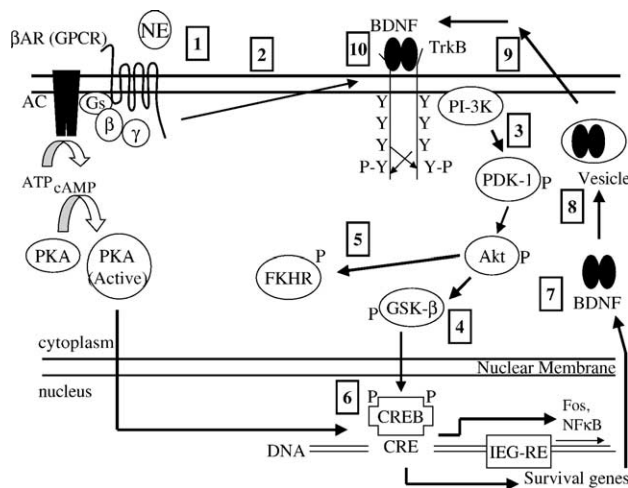 NE
1
βAR (GPCR)
2
10
BDNF
TrkB
9
AC
Gs
β
γ
Y Y
Y Y
Y Y
P-Y Y-P
PI-3K
3
PDK-1 P
Vesicle
8
ATP
cAMP
PKA
PKA
(Active)
5
P
FKHR
Akt P
7
BDNF
P GSK-β
4
cytoplasm
Nuclear Membrane
nucleus
6
P P
CREB
CRE
DNA
Fos,
NFκB
IEG-RE
Survival genes